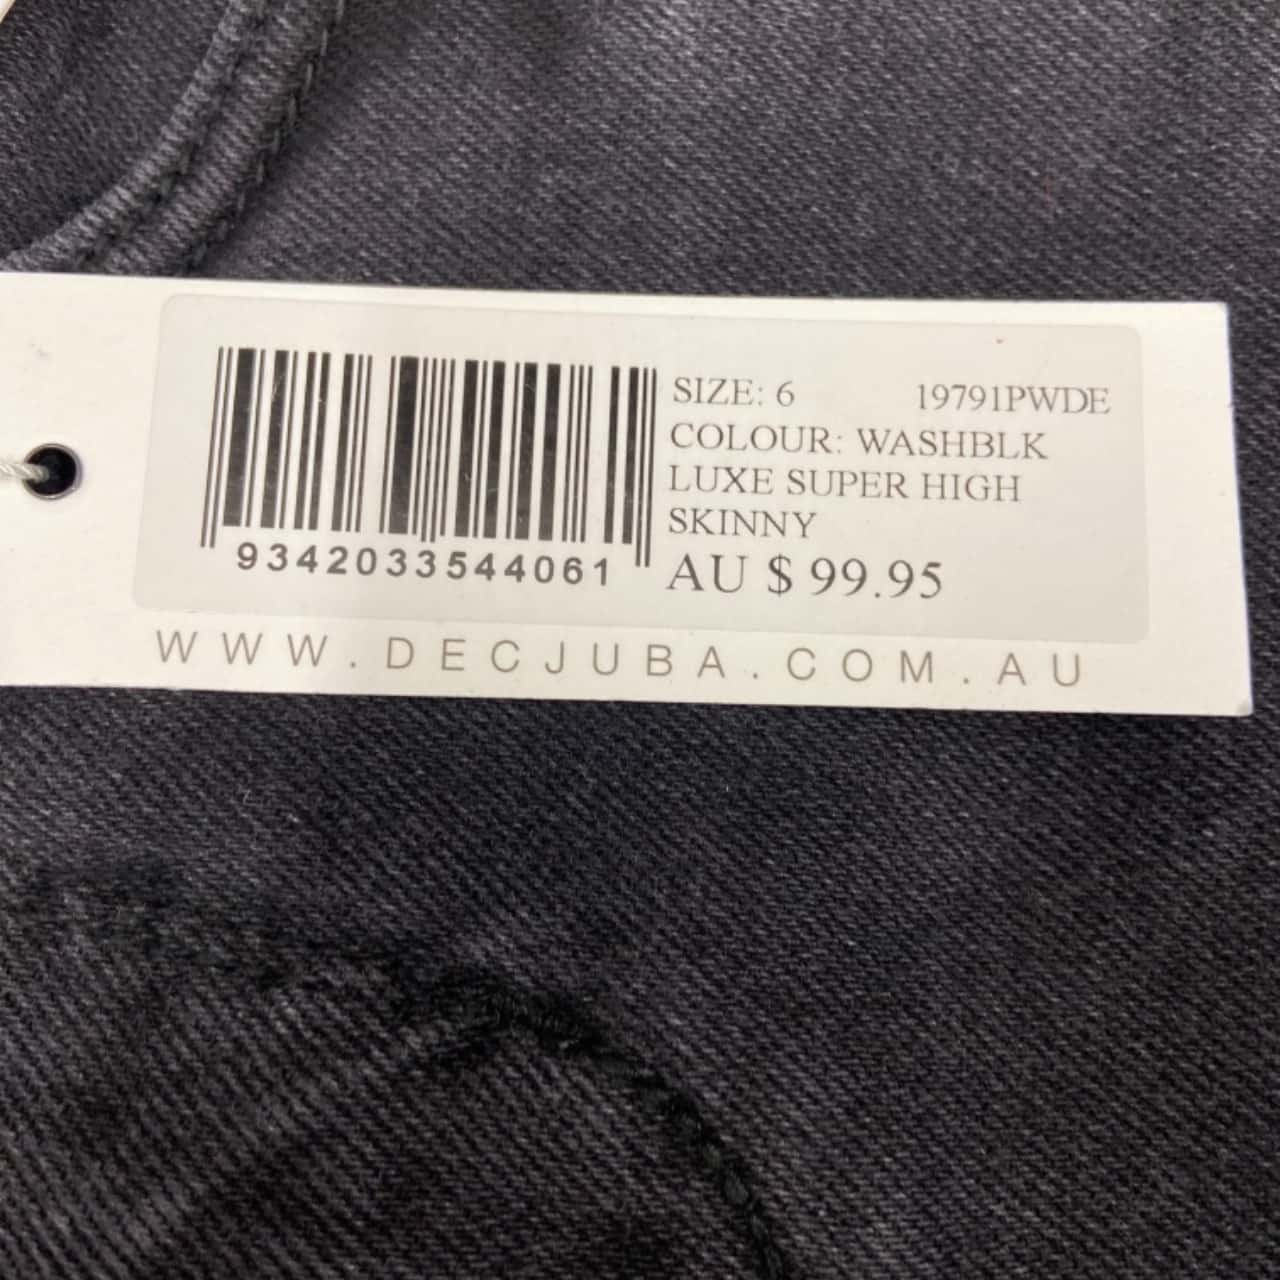 SIZE: 6 19791PWDE
COLOUR: WASHBLK
LUXE SUPER HIGH
SKINNY
AU $ 99.95
9342033544061
WWW.DECJUBA.COM.AU